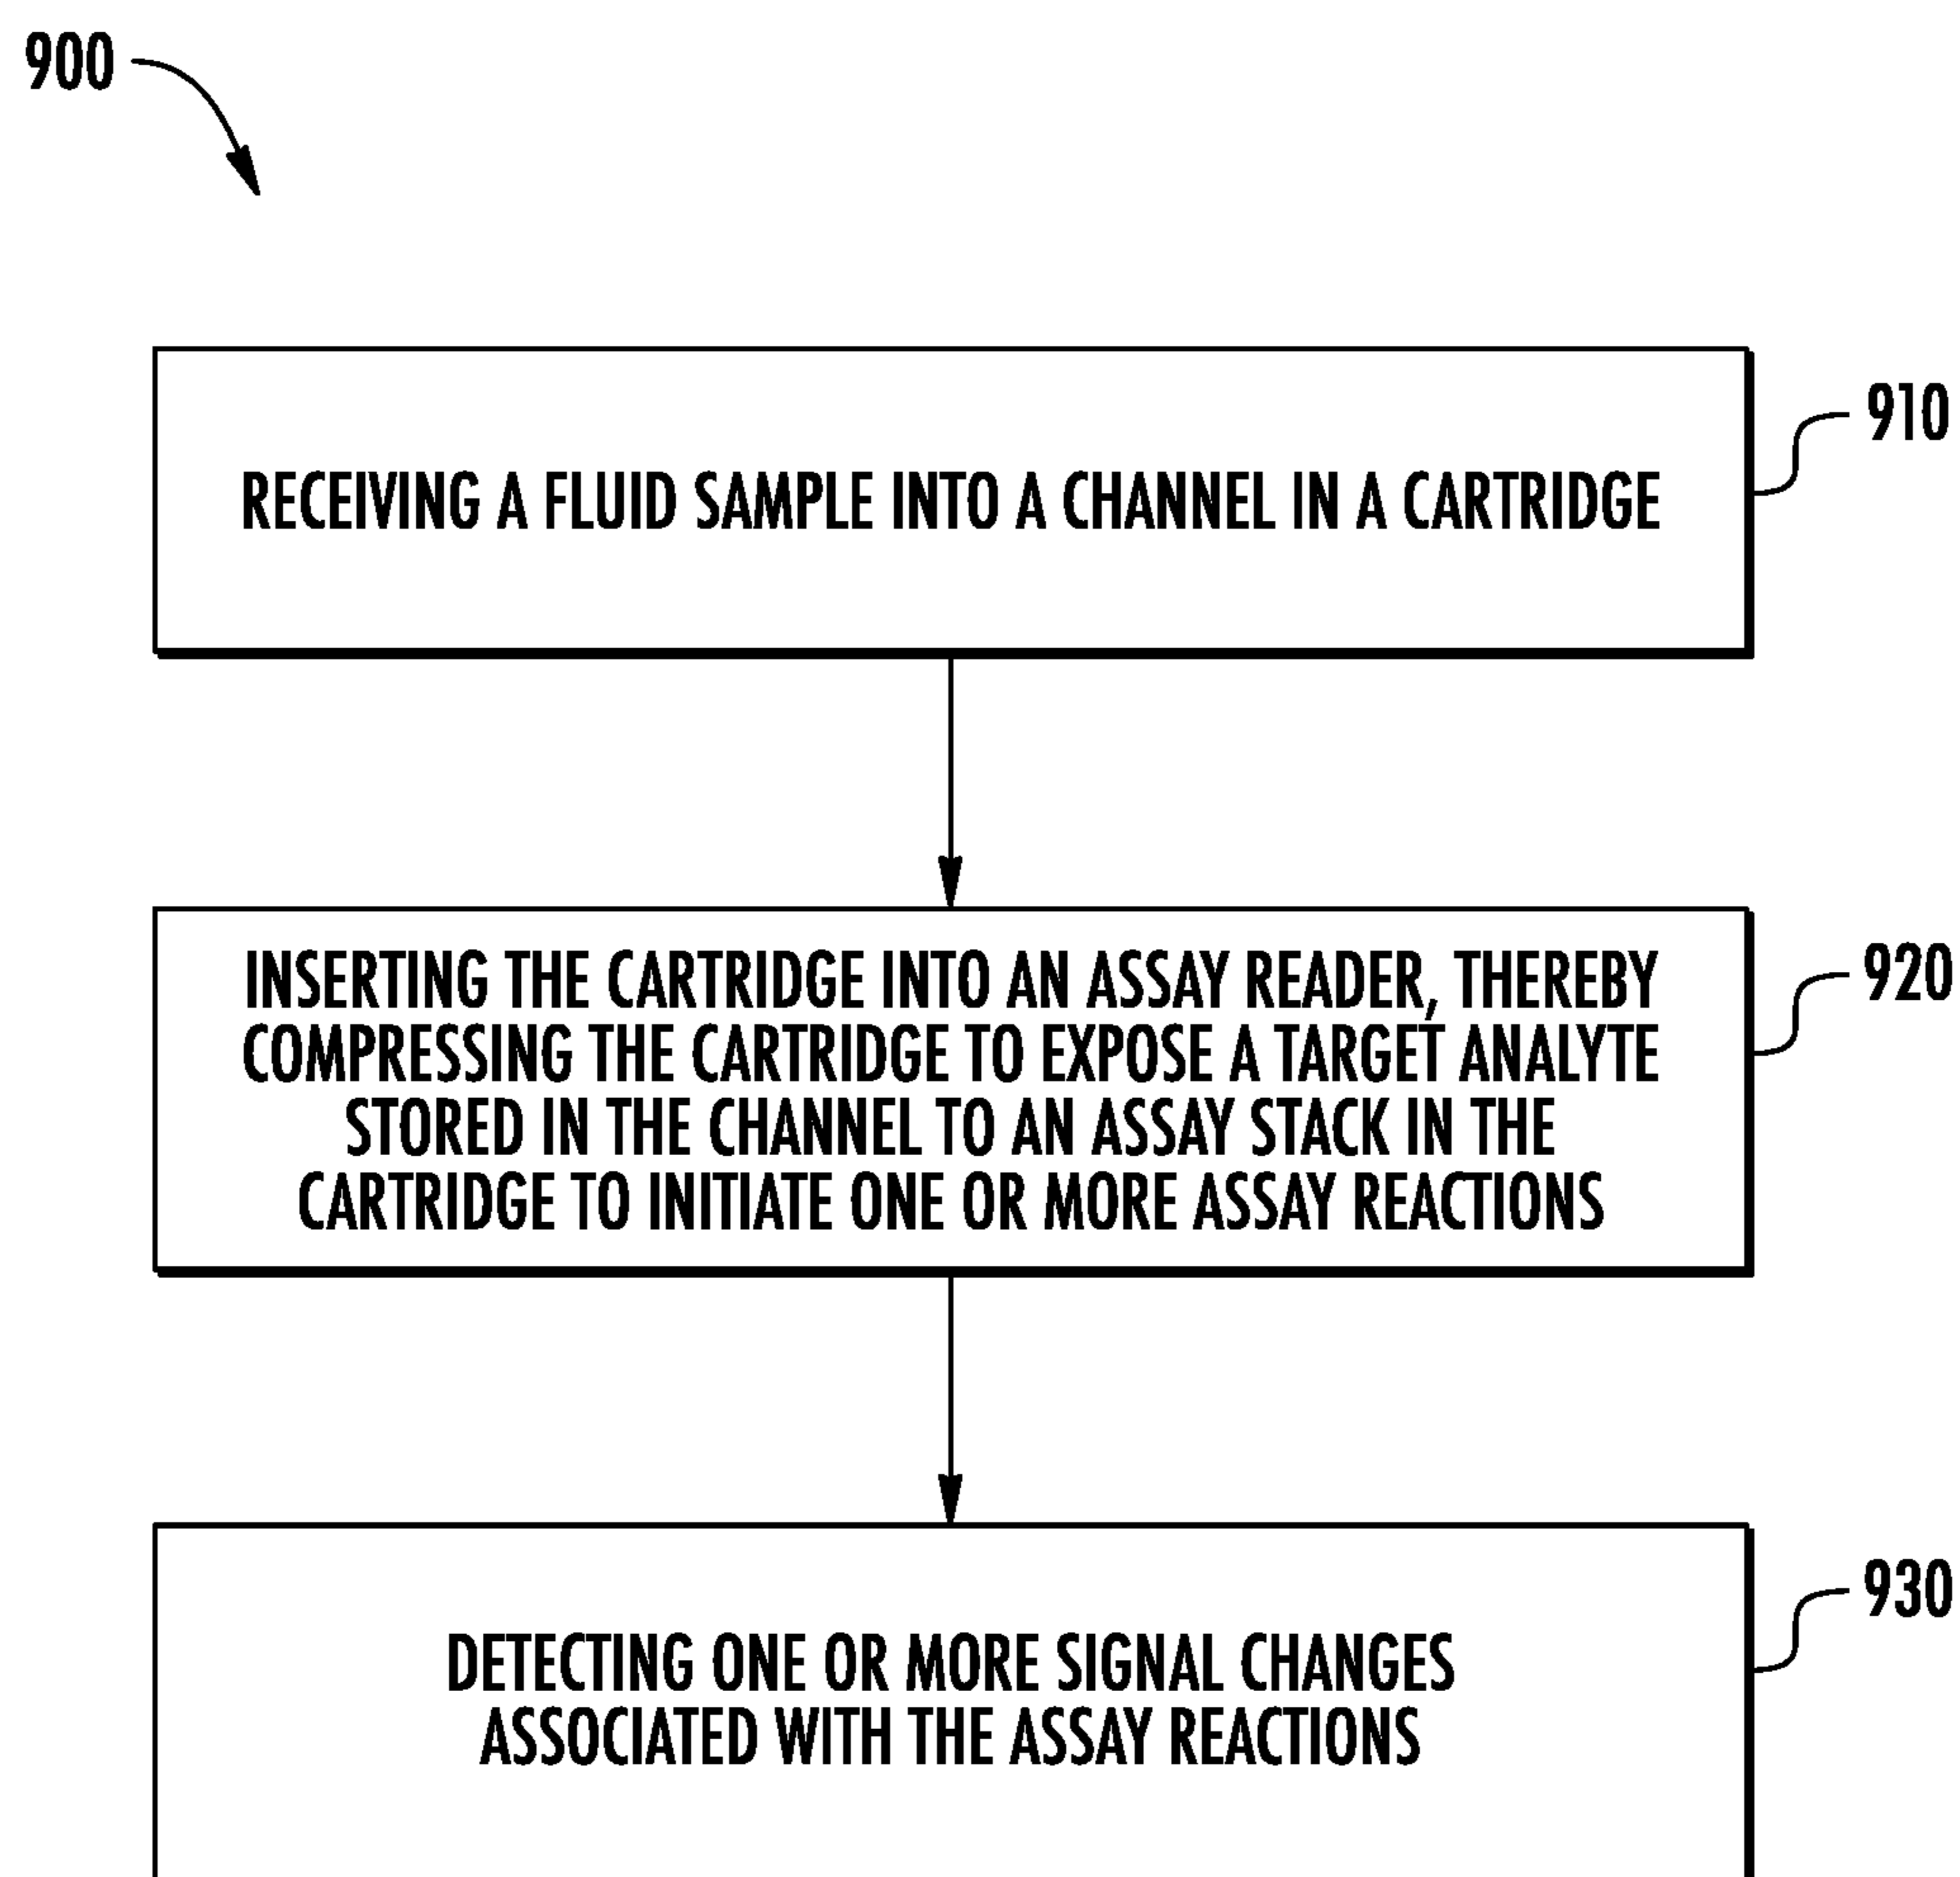 900
910
RECEIVING A FLUID SAMPLE INTO A CHANNEL IN A CARTRIDGE
920
INSERTING THE CARTRIDGE INTO AN ASSAY READER, THEREBY
COMPRESSING THE CARTRIDGE TO EXPOSE A TARGET ANALYTE
STORED IN THE CHANNEL TO AN ASSAY STACK IN THE
CARTRIDGE TO INITIATE ONE OR MORE ASSAY REACTIONS
930
DETECTING ONE OR MORE SIGNAL CHANGES
ASSOCIATED WITH THE ASSAY REACTIONS